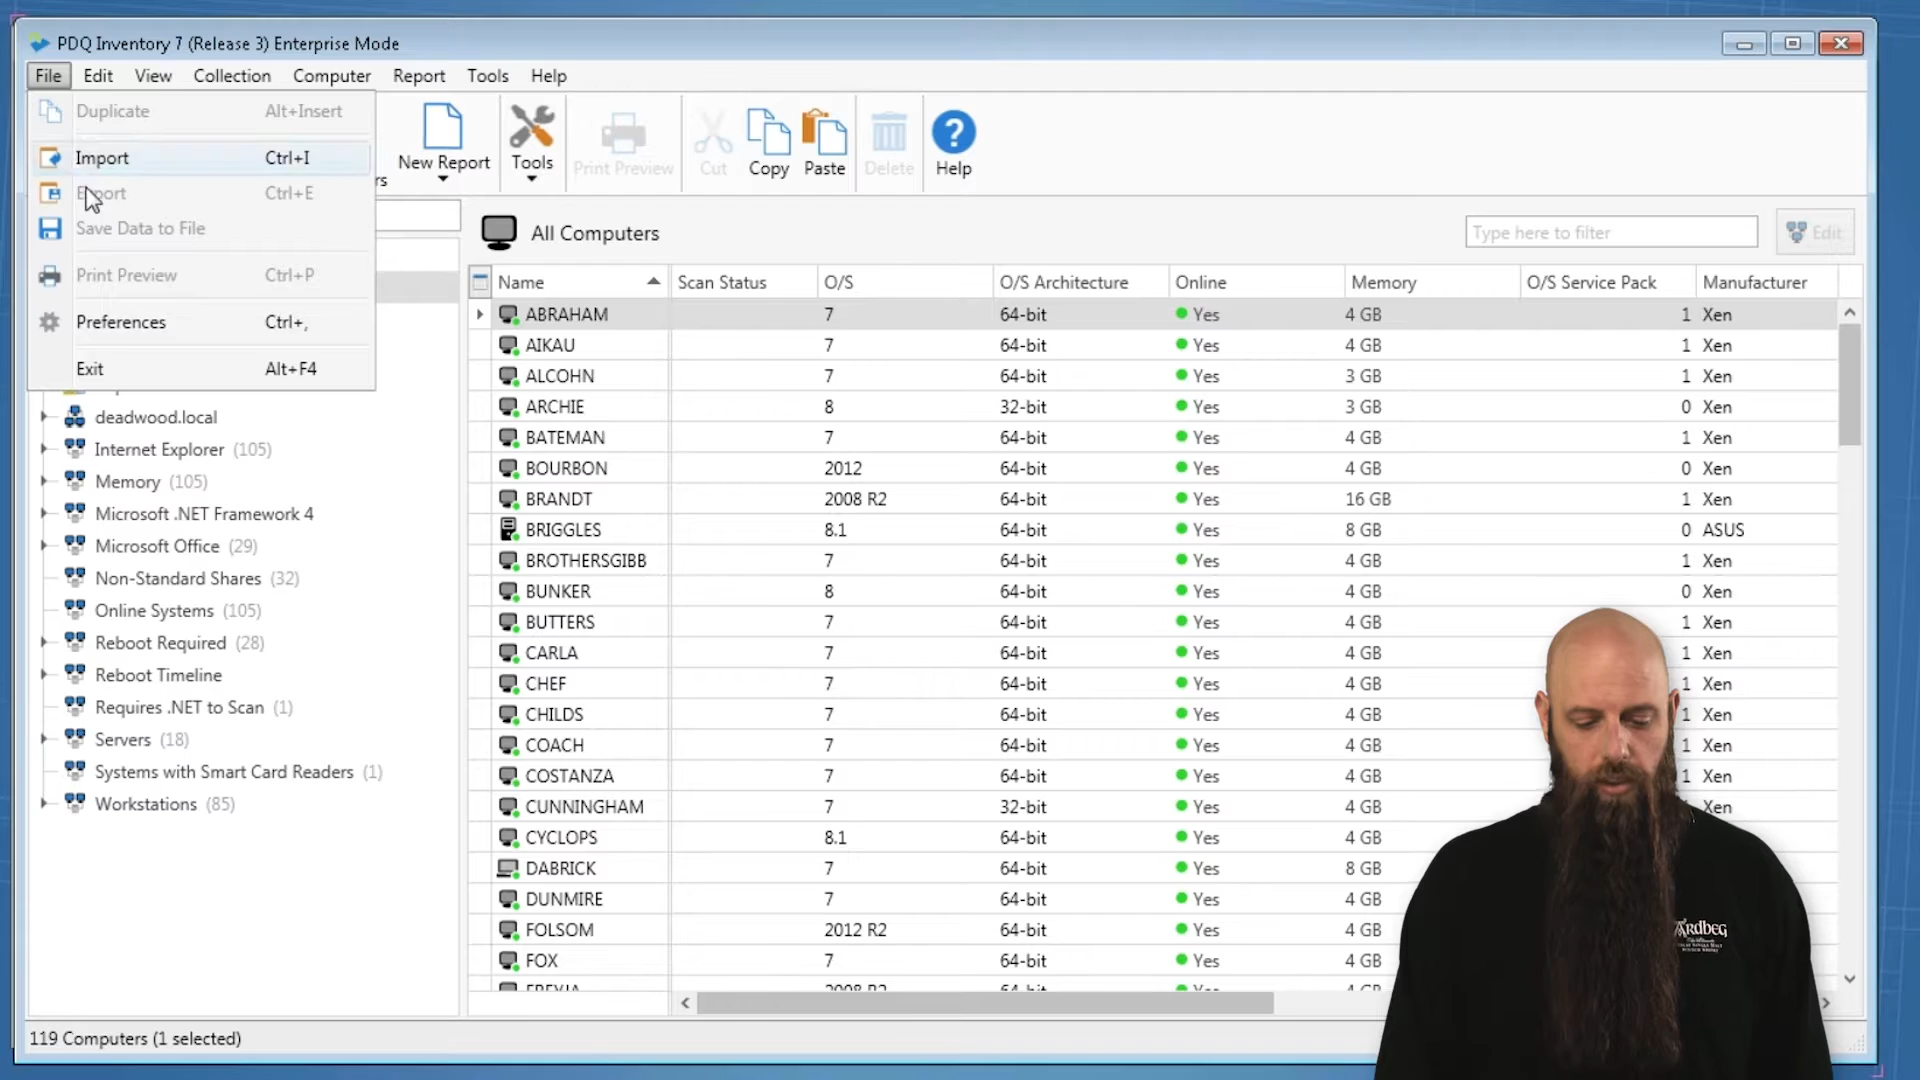 PDQ Inventory 7 (Release 3) Enterprise Mode
File Edit View Collection Computer Report Tools Help
Duplicate Alt+Insert
Import Ctrl+I
Export Ctrl+E
Save Data to File
Print Preview Ctrl+P
Preferences Ctrl+,
Exit Alt+F4
rs
New Report
Tools
Print Preview
Cut
Copy
Paste
Delete
Help
deadwood.local
Internet Explorer (105)
Memory (105)
Microsoft .NET Framework 4
Microsoft Office (29)
Non-Standard Shares (32)
Online Systems (105)
Reboot Required (28)
Reboot Timeline
Requires .NET to Scan (1)
Servers (18)
Systems with Smart Card Readers (1)
Workstations (85)
All Computers
Type here to filter
Edit
Name Scan Status O/S O/S Architecture Online Memory O/S Service Pack Manufacturer
ABRAHAM 7 64-bit Yes 4 GB 1 Xen
AIKAU 7 64-bit Yes 4 GB 1 Xen
ALCOHN 7 64-bit Yes 3 GB 1 Xen
ARCHIE 8 32-bit Yes 3 GB 0 Xen
BATEMAN 7 64-bit Yes 4 GB 1 Xen
BOURBON 2012 64-bit Yes 4 GB 0 Xen
BRANDT 2008 R2 64-bit Yes 16 GB 1 Xen
BRIGGLES 8.1 64-bit Yes 8 GB 0 ASUS
BROTHERSGIBB 7 64-bit Yes 4 GB 1 Xen
BUNKER 8 64-bit Yes 4 GB 0 Xen
BUTTERS 7 64-bit Yes 4 GB 1 Xen
CARLA 7 64-bit Yes 4 GB 1 Xen
CHEF 7 64-bit Yes 4 GB 1 Xen
CHILDS 7 64-bit Yes 4 GB 1 Xen
COACH 7 64-bit Yes 4 GB 1 Xen
COSTANZA 7 64-bit Yes 4 GB 1 Xen
CUNNINGHAM 7 32-bit Yes 4 GB Xen
CYCLOPS 8.1 64-bit Yes 4 GB
DABRICK 7 64-bit Yes 8 GB
DUNMIRE 7 64-bit Yes 4 GB
FOLSOM 2012 R2 64-bit Yes 4 GB
FOX 7 64-bit Yes 4 GB
Ardbeg
119 Computers (1 selected)